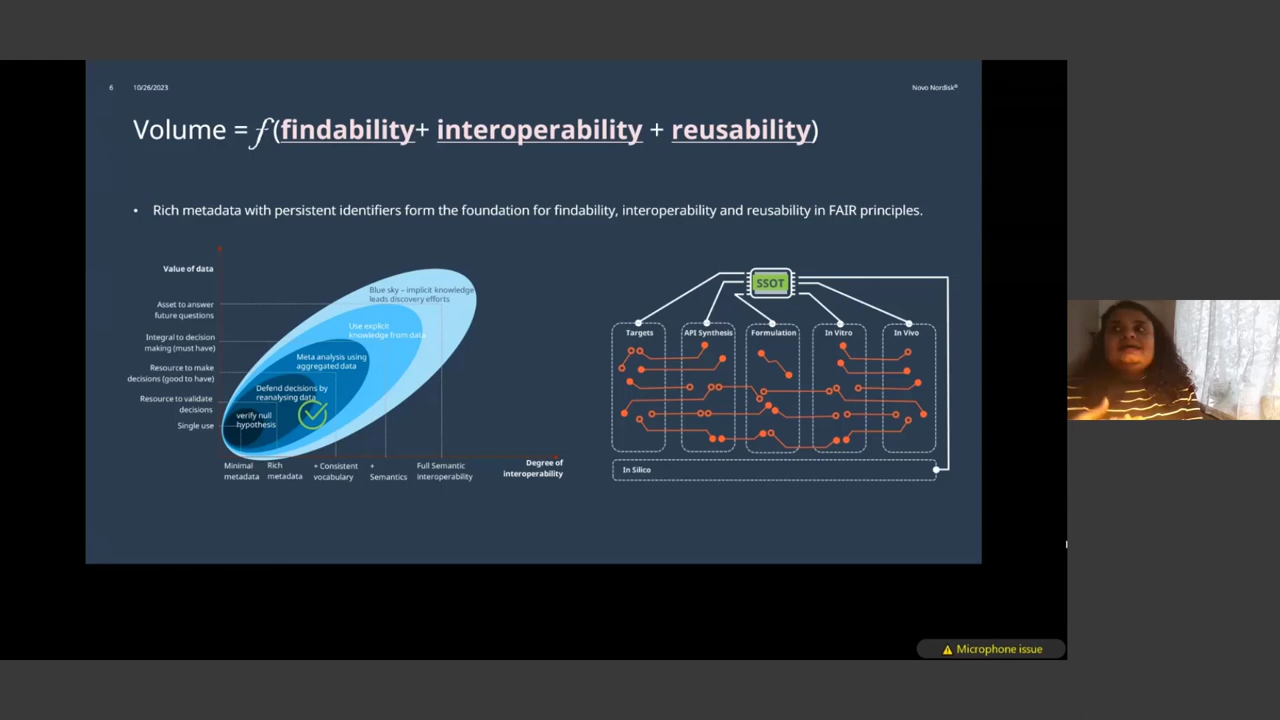 6 10/26/2023 Novo Nordisk®
Volume = f(findability+ interoperability + reusability)
• Rich metadata with persistent identifiers form the foundation for findability, interoperability and reusability in FAIR principles.
Value of data
Asset to answer
future questions
Integral to decision
making (must have)
Resource to make
decisions (good to have)
Resource to validate
decisions
Single use
Blue sky – implicit knowledge
leads discovery efforts
Use explicit
knowledge from data
Meta analysis using
aggregated data
Defend decisions by
reanalysing data
verify null
hypothesis
Minimal
metadata
Rich
metadata
+ Consistent
vocabulary
+
Semantics
Full Semantic
interoperability
Degree of
interoperability
SSOT
Targets
API Synthesis
Formulation
In Vitro
In Vivo
In Silico
Microphone issue